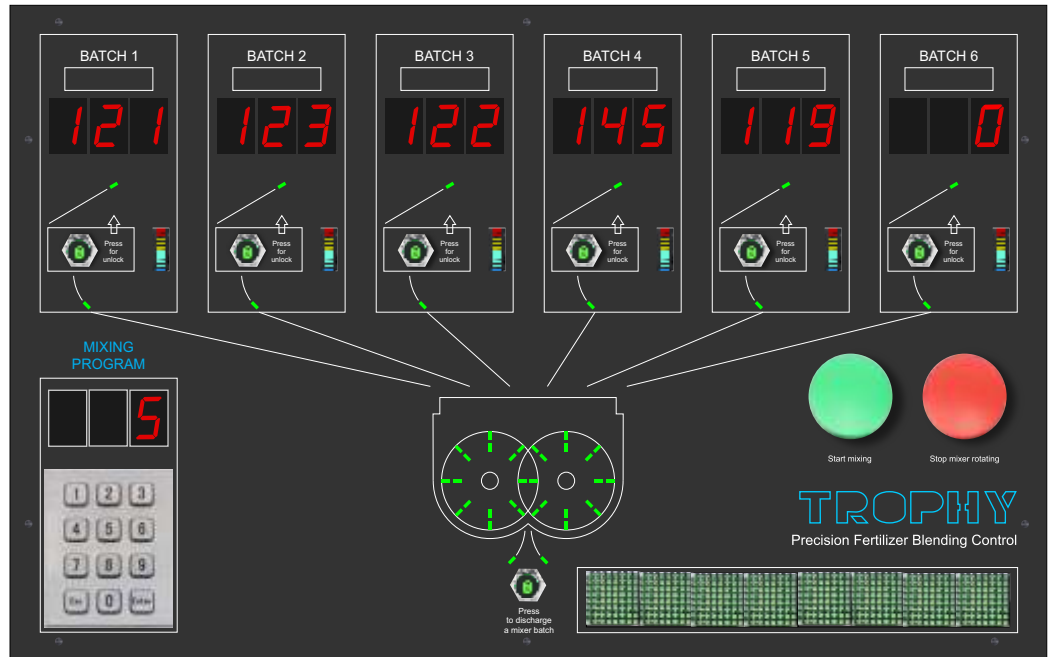 BATCH 1
BATCH 2
BATCH 3
BATCH 4
BATCH 5
BATCH 6
121
123
122
145
119
0
Press
for
unlock
Press
for
unlock
Press
for
unlock
Press
for
unlock
Press
for
unlock
Press
for
unlock
MIXING
PROGRAM
5
1 2 3
4 5 6
7 8 9
Esc 0 Enter
Start mixing
Stop mixer rotating
TROPHY
Precision Fertilizer Blending Control
Press
to discharge
a mixer batch